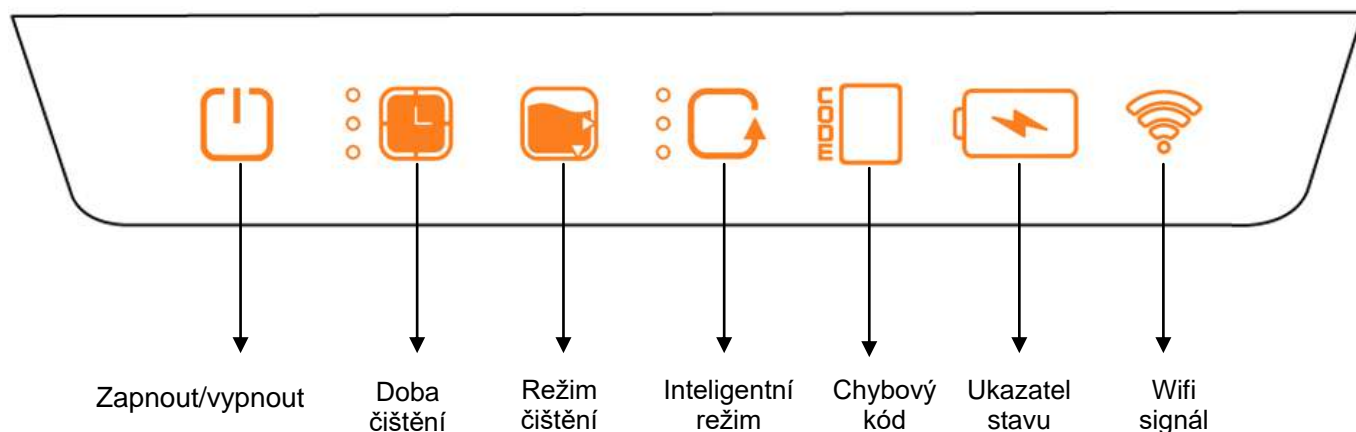 CODE
Zapnout/vypnout
Doba
čištění
Režim
čištění
Inteligentní
režim
Chybový
kód
Ukazatel
stavu
Wifi
signál